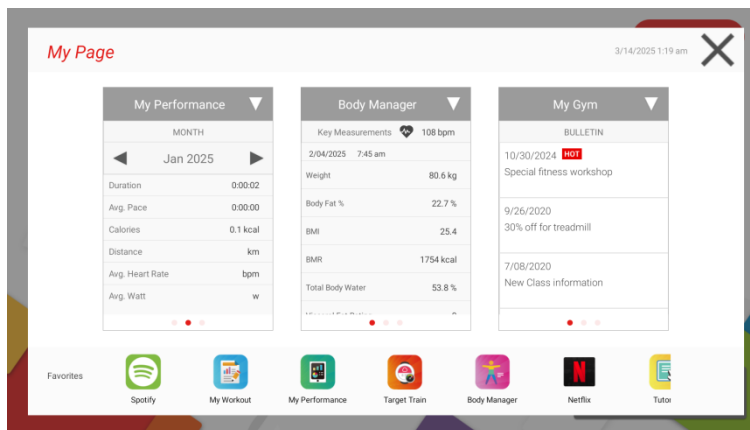 My Page
3/14/2025 1:19 am
My Performance
MONTH
Jan 2025
Duration 0:00:02
Avg. Pace 0:00:00
Calories 0.1 kcal
Distance km
Avg. Heart Rate bpm
Avg. Watt w
Body Manager
Key Measurements 108 bpm
2/04/2025 7:45 am
Weight 80.6 kg
Body Fat % 22.7 %
BMI 25.4
BMR 1754 kcal
Total Body Water 53.8 %
My Gym
BULLETIN
10/30/2024 HOT
Special fitness workshop
9/26/2020
30% off for treadmill
7/08/2020
New Class information
Favorites
Spotify My Workout My Performance Target Train Body Manager Netflix Tutor